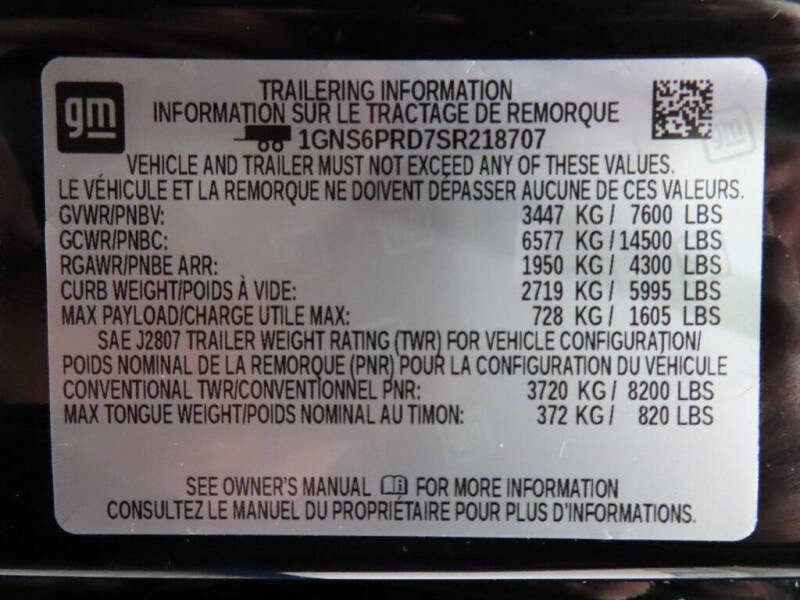 gm
TRAILERING INFORMATION
INFORMATION SUR LE TRACTAGE DE REMORQUE
1GNS6PRD7SR218707
VEHICLE AND TRAILER MUST NOT EXCEED ANY OF THESE VALUES.
LE VÉHICULE ET LA REMORQUE NE DOIVENT DÉPASSER AUCUNE DE CES VALEURS.
GVWR/PNBV: 3447 KG / 7600 LBS
GCWR/PNBC: 6577 KG / 14500 LBS
RGAWR/PNBE ARR: 1950 KG / 4300 LBS
CURB WEIGHT/POIDS À VIDE: 2719 KG / 5995 LBS
MAX PAYLOAD/CHARGE UTILE MAX: 728 KG / 1605 LBS
SAE J2807 TRAILER WEIGHT RATING (TWR) FOR VEHICLE CONFIGURATION/
POIDS NOMINAL DE LA REMORQUE (PNR) POUR LA CONFIGURATION DU VÉHICULE
CONVENTIONAL TWR/CONVENTIONNEL PNR: 3720 KG / 8200 LBS
MAX TONGUE WEIGHT/POIDS NOMINAL AU TIMON: 372 KG / 820 LBS
SEE OWNER'S MANUAL FOR MORE INFORMATION
CONSULTEZ LE MANUEL DU PROPRIÉTAIRE POUR PLUS D'INFORMATIONS.